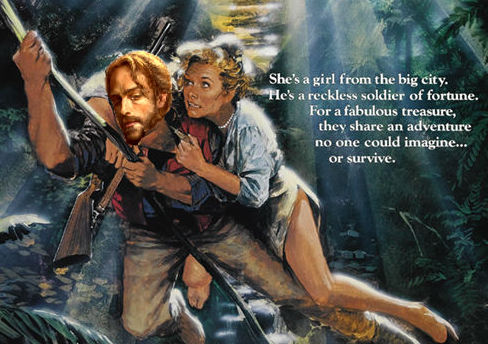 She's a girl from the big city.
He's a reckless soldier of fortune.
For a fabulous treasure,
they share an adventure
no one could imagine...
or survive.